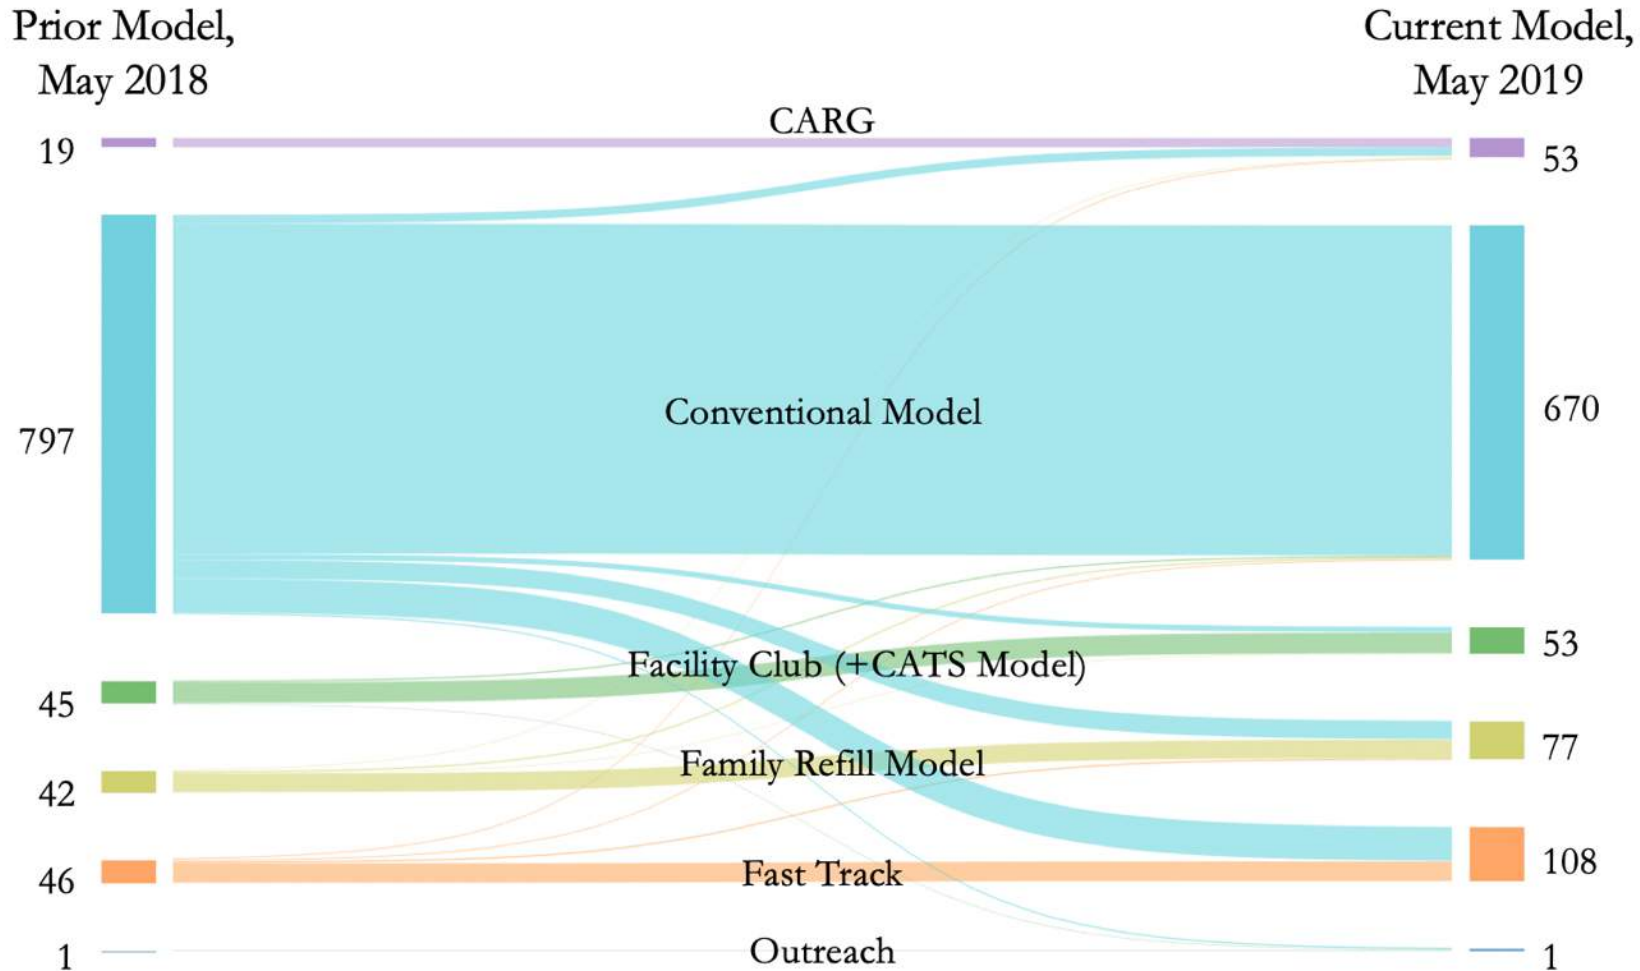 Prior Model,
May 2018
Current Model,
May 2019
CARG
19
53
Conventional Model
797
670
Facility Club (+CATS Model)
45
53
Family Refill Model
42
77
Fast Track
46
108
Outreach
1
1